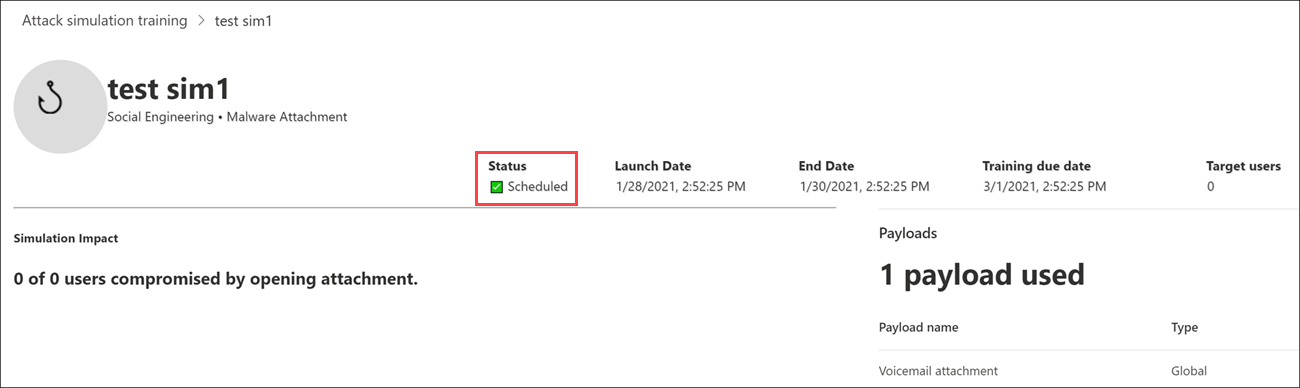 Attack simulation training > test sim1
test sim1
Social Engineering • Malware Attachment
Status Launch Date End Date Training due date Target users
Scheduled 1/28/2021, 2:52:25 PM 1/30/2021, 2:52:25 PM 3/1/2021, 2:52:25 PM 0
Simulation Impact
0 of 0 users compromised by opening attachment.
Payloads
1 payload used
Payload name Type
Voicemail attachment Global